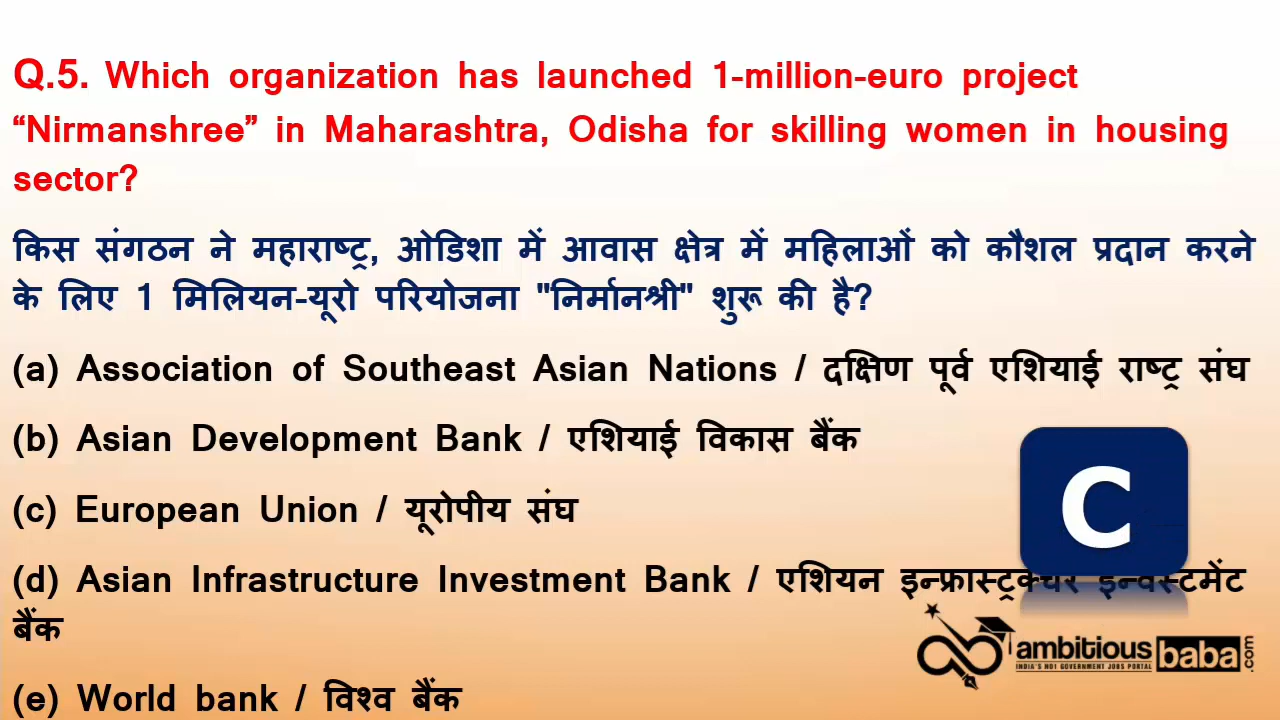 Q.5. Which organization has launched 1-million-euro project
“Nirmanshree” in Maharashtra, Odisha for skilling women in housing
sector?
किस संगठन ने महाराष्ट्र, ओडिशा में आवास क्षेत्र में महिलाओं को कौशल प्रदान करने
के लिए 1 मिलियन-यूरो परियोजना "निर्मानश्री" शुरू की है?
(a) Association of Southeast Asian Nations / दक्षिण पूर्व एशियाई राष्ट्र संघ
(b) Asian Development Bank / एशियाई विकास बैंक
(c) European Union / यूरोपीय संघ
C
(d) Asian Infrastructure Investment Bank / एशियन इन्फ्रास्ट्रक्चर इन्वेस्टमेंट
बैंक
ambitiousbaba.com
INDIA'S NO1 GOVERNMENT JOBS PORTAL
(e) World bank / विश्व बैंक